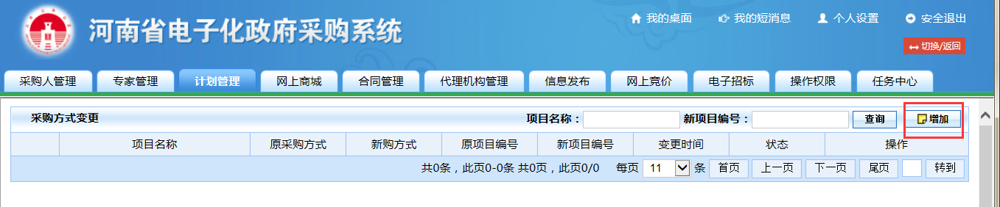 我的桌面 我的短消息 个人设置 安全退出
河南省电子化政府采购系统
切换/返回
采购人管理 专家管理 计划管理 网上商城 合同管理 代理机构管理 信息发布 网上竞价 电子招标 操作权限 任务中心
采购方式变更 项目名称： 新项目编号： 查询 增加
项目名称 原采购方式 新购方式 原项目编号 新项目编号 变更时间 状态 操作
共0条，此页0-0条 共0页，此页0/0 每页 11 条 首页 上一页 下一页 尾页 转到